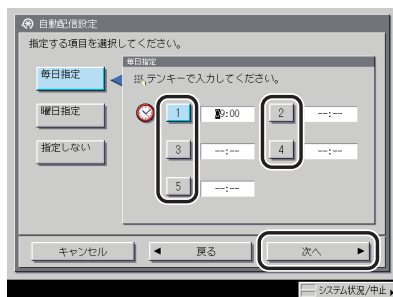 自動配信設定
指定する項目を選択してください。
毎日指定
毎日指定
テンキーで入力してください。
曜日指定
指定しない
1 09:00 2 --:--
3 --:-- 4 --:--
5 --:--
キャンセル ◀ 戻る 次へ ▶
システム状況/中止